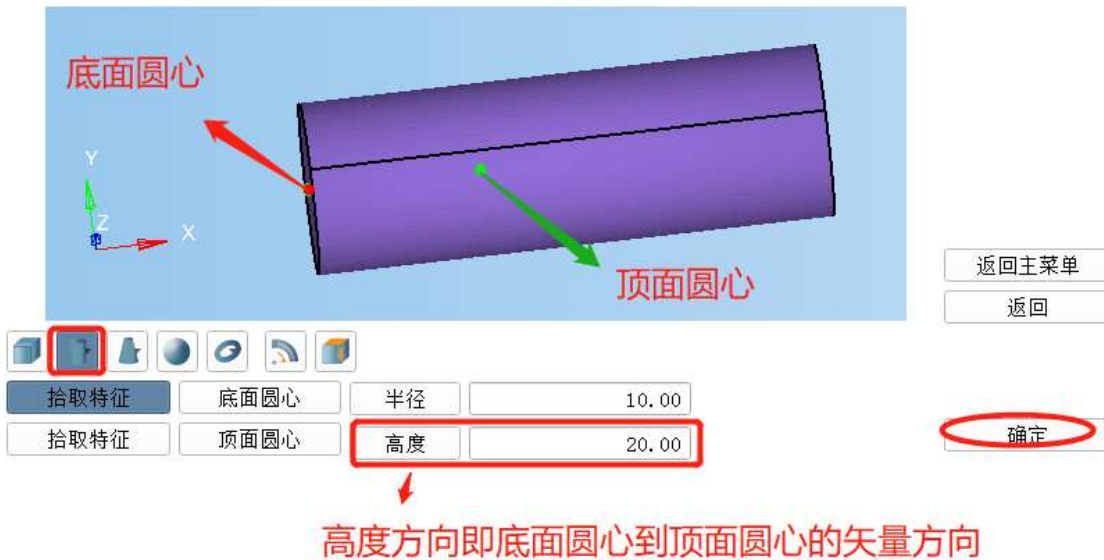 底面圆心
Y
Z
X
顶面圆心
返回主菜单
返回
拾取特征 底面圆心 半径 10.00
拾取特征 顶面圆心 高度 20.00
确定
高度方向即底面圆心到顶面圆心的矢量方向